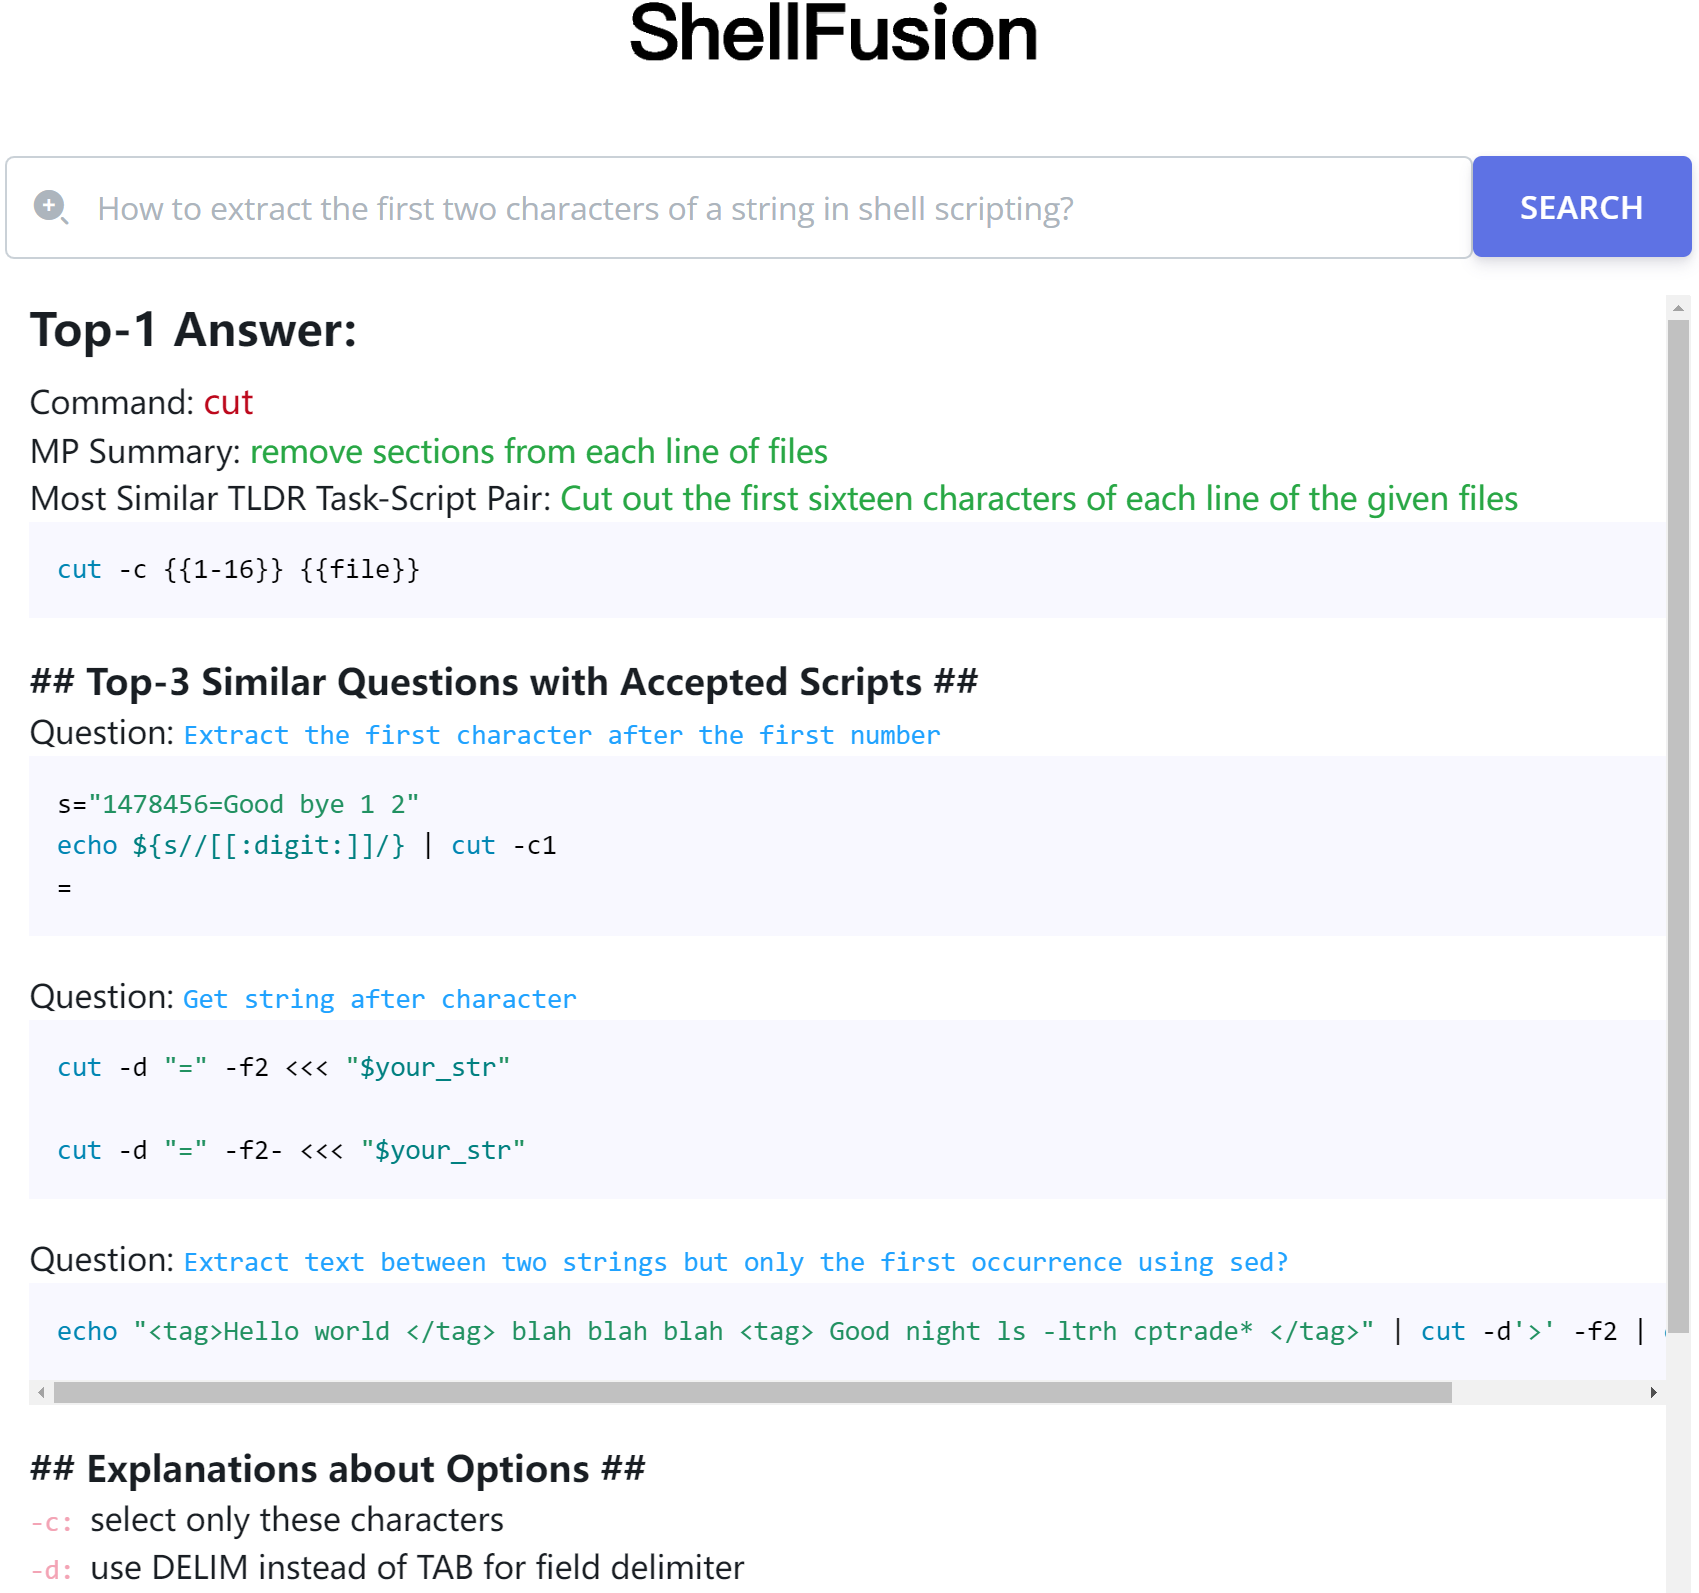 ShellFusion
How to extract the first two characters of a string in shell scripting?
SEARCH
Top-1 Answer:
Command: cut
MP Summary: remove sections from each line of files
Most Similar TLDR Task-Script Pair: Cut out the first sixteen characters of each line of the given files
cut -c {{1-16}} {{file}}
## Top-3 Similar Questions with Accepted Scripts ##
Question: Extract the first character after the first number
s="1478456=Good bye 1 2"
echo ${s//[[:digit:]]/} | cut -c1
=
Question: Get string after character
cut -d "=" -f2 <<< "$your_str"
cut -d "=" -f2- <<< "$your_str"
Question: Extract text between two strings but only the first occurrence using sed?
echo "<tag>Hello world </tag> blah blah blah <tag> Good night ls -ltrh cptrade* </tag>" | cut -d'>' -f2 |
## Explanations about Options ##
-c: select only these characters
-d: use DELIM instead of TAB for field delimiter